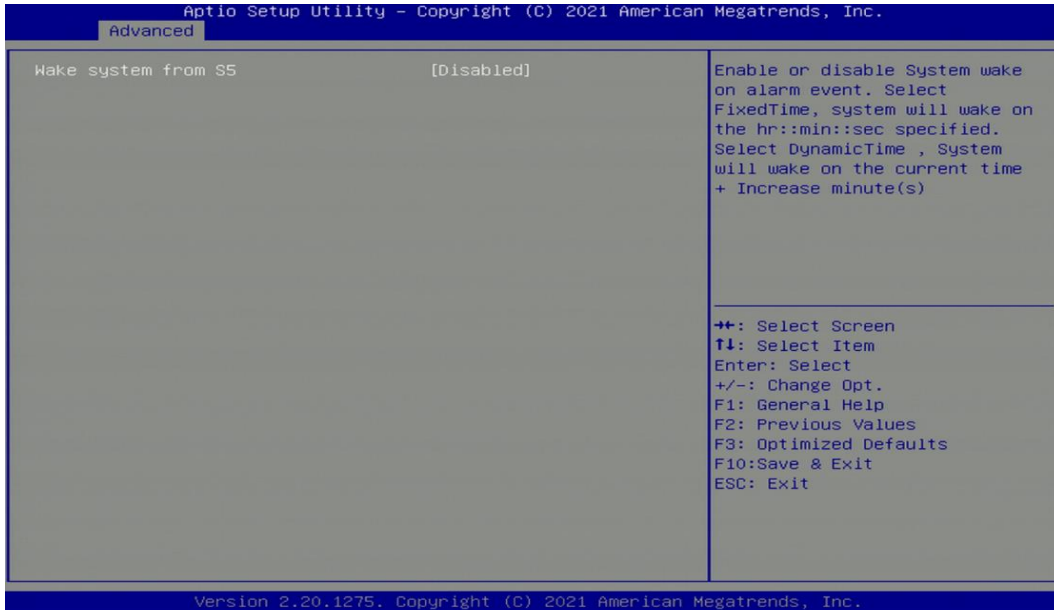 Aptio Setup Utility – Copyright (C) 2021 American Megatrends, Inc.
Advanced
Wake system from S5 [Disabled]
Enable or disable System wake
on alarm event. Select
FixedTime, system will wake on
the hr::min::sec specified.
Select DynamicTime , System
will wake on the current time
+ Increase minute(s)
→←: Select Screen
↑↓: Select Item
Enter: Select
+/-: Change Opt.
F1: General Help
F2: Previous Values
F3: Optimized Defaults
F10:Save & Exit
ESC: Exit
Version 2.20.1275. Copyright (C) 2021 American Megatrends, Inc.